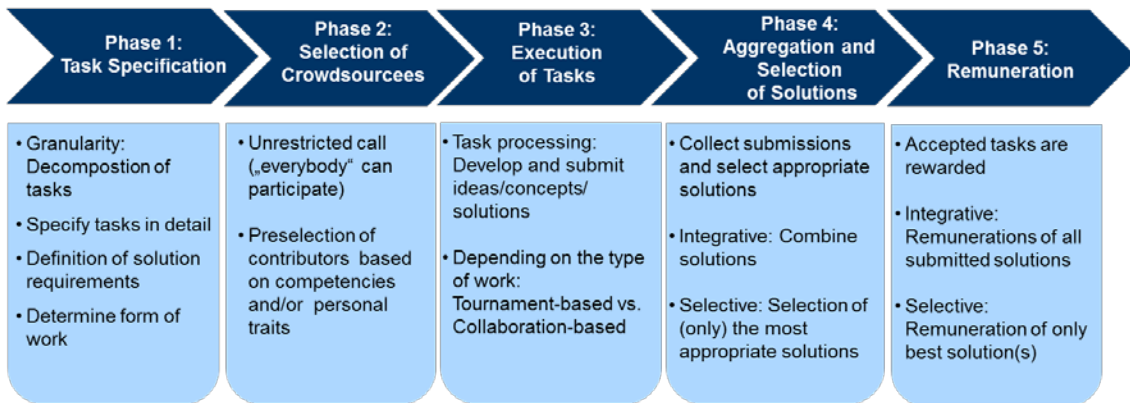 Phase 1:
Task Specification
Phase 2:
Selection of
Crowdsourcees
Phase 3:
Execution
of Tasks
Phase 4:
Aggregation and
Selection
of Solutions
Phase 5:
Remuneration
• Granularity:
Decompostion of
tasks
• Specify tasks in detail
• Definition of solution
requirements
• Determine form of
work
• Unrestricted call
(„everybody“ can
participate)
• Preselection of
contributors based
on competencies
and/or personal
traits
• Task processing:
Develop and submit
ideas/concepts/
solutions
• Depending on the type
of work:
Tournament-based vs.
Collaboration-based
• Collect submissions
and select appropriate
solutions
• Integrative: Combine
solutions
• Selective: Selection of
(only) the most
appropriate solutions
• Accepted tasks are
rewarded
• Integrative:
Remunerations of all
submitted solutions
• Selective:
Remuneration of only
best solution(s)